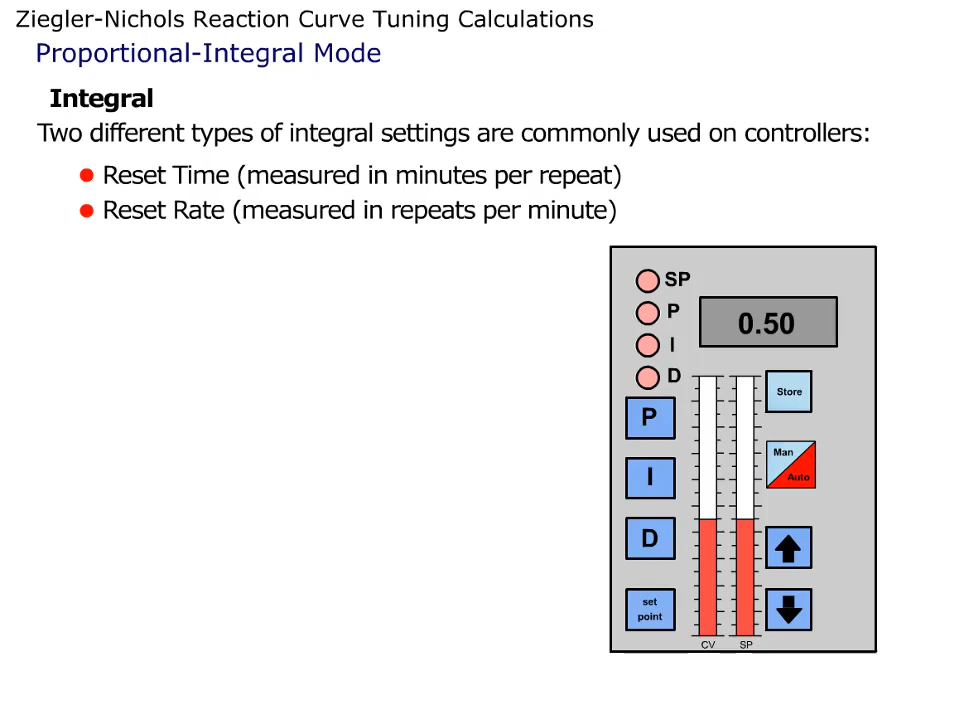 Ziegler-Nichols Reaction Curve Tuning Calculations
Proportional-Integral Mode
Integral
Two different types of integral settings are commonly used on controllers:
Reset Time (measured in minutes per repeat)
Reset Rate (measured in repeats per minute)
SP
P
I
D
0.50
Store
P
Man
Auto
I
D
set
point
CV
SP